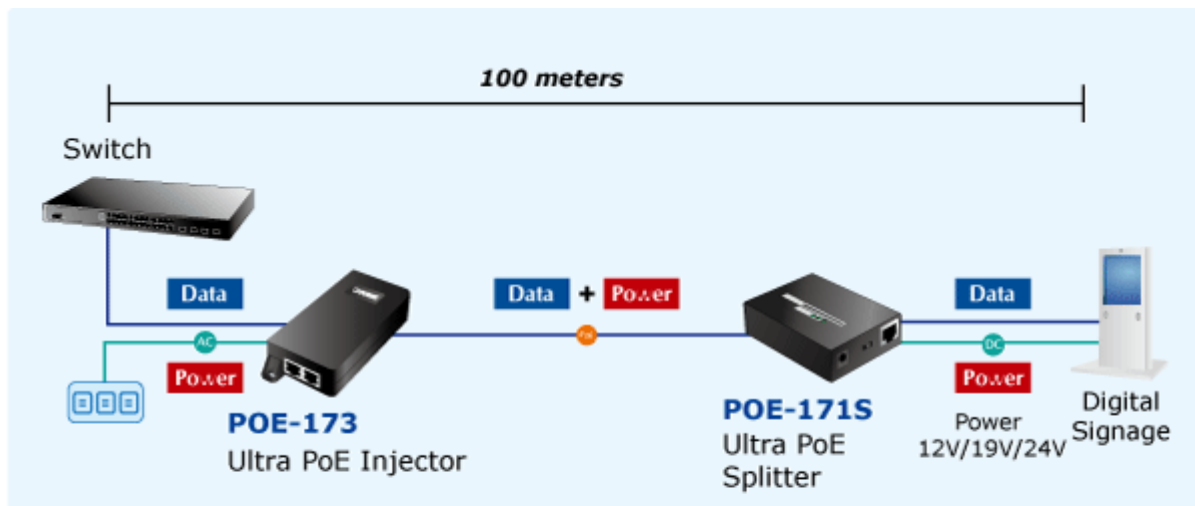 100 meters
Switch
Data
Data + Power
Data
AC
PoE
DC
Power
Power
POE-173
Ultra PoE Injector
POE-171S
Ultra PoE
Splitter
Power
12V/19V/24V
Digital
Signage